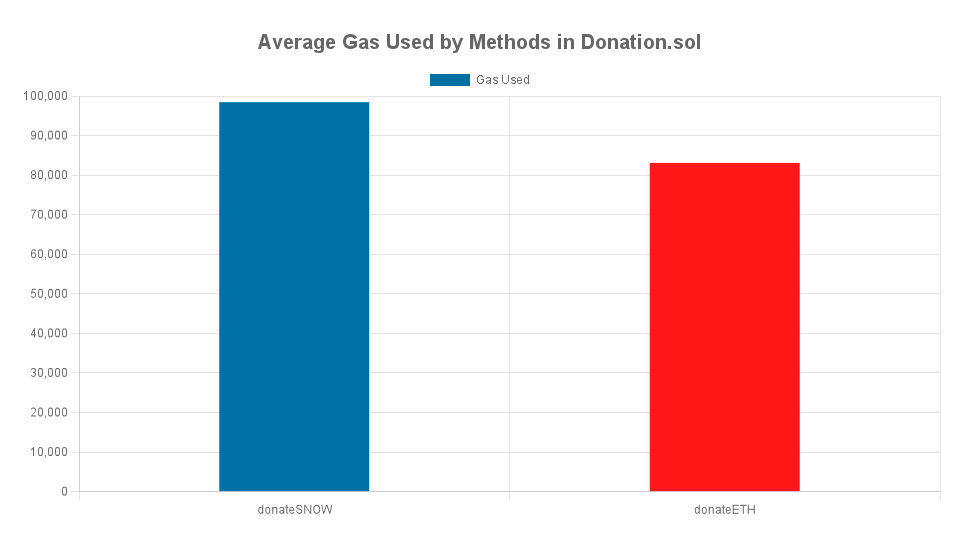 Average Gas Used by Methods in Donation.sol
Gas Used
100,000
90,000
80,000
70,000
60,000
50,000
40,000
30,000
20,000
10,000
0
donateSNOW
donateETH